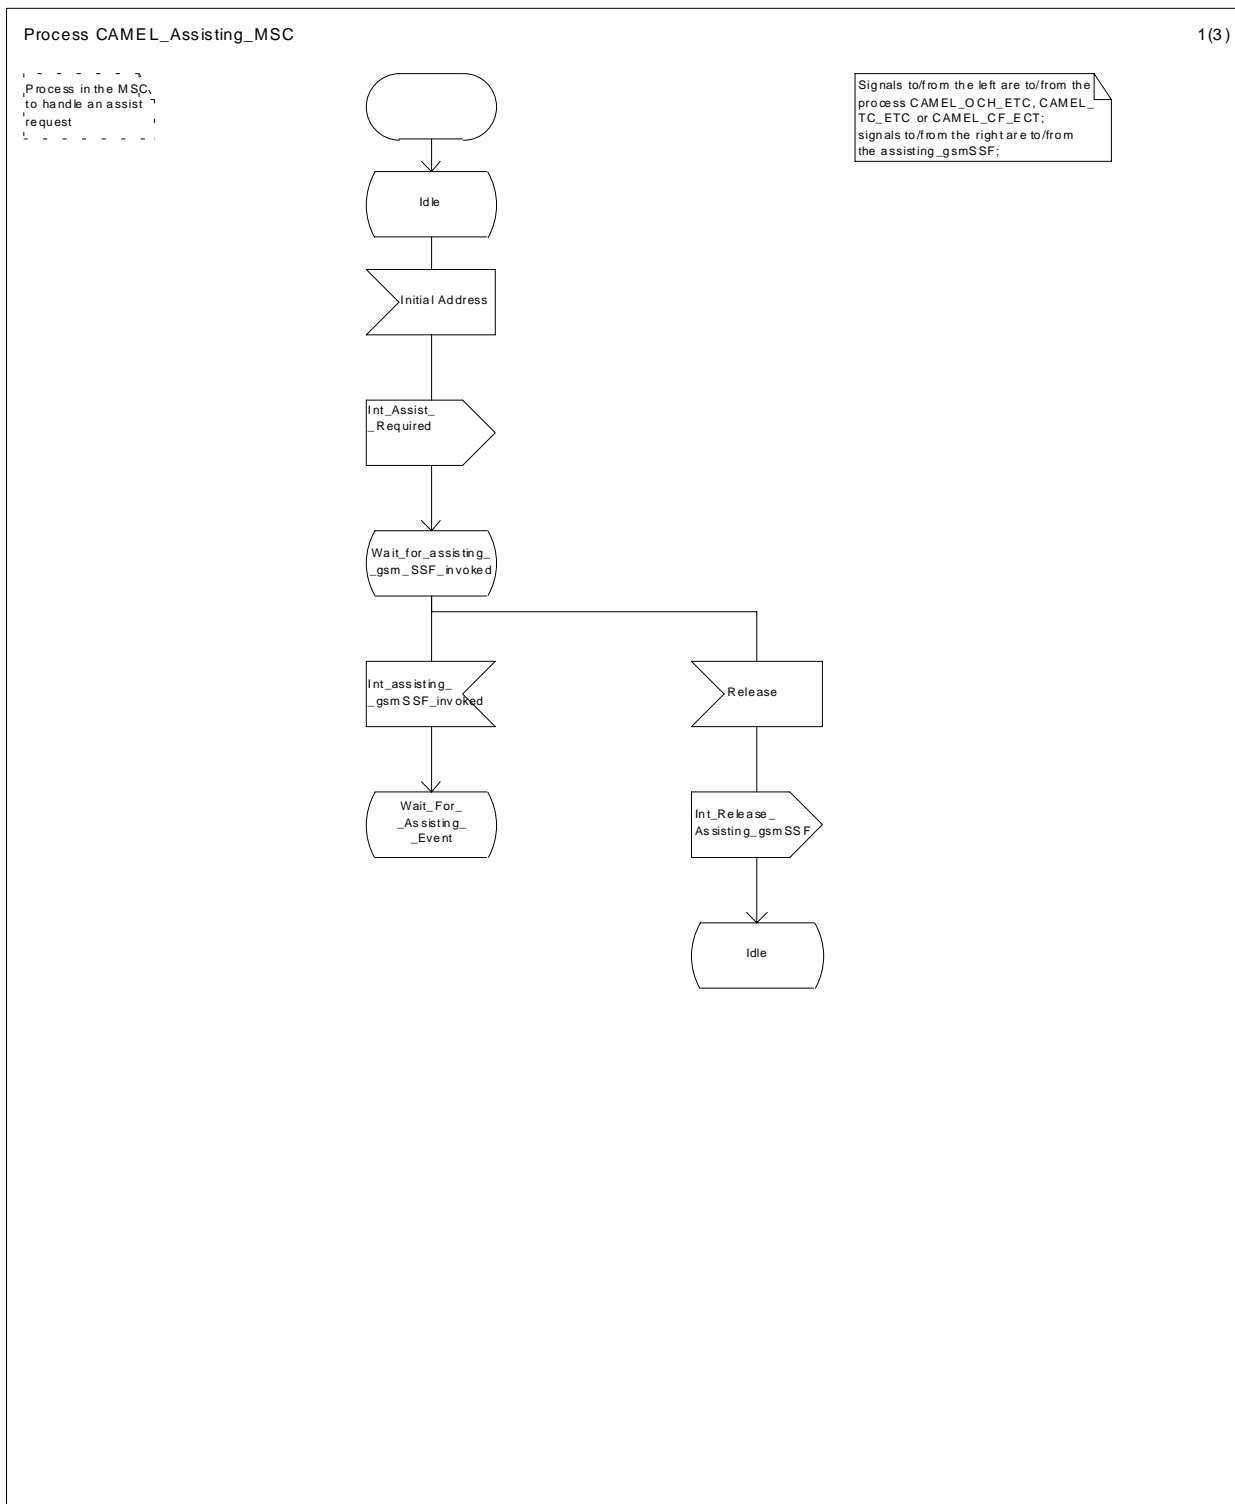 Process CAMEL_Assisting_MSC
1(3)
Process in the MSC
to handle an assist
request
Signals to/from the left are to/from the
process CAMEL_OCH_ETC, CAMEL_
TC_ETC or CAMEL_CF_ECT;
signals to/from the right are to/from
the assisting_gsmSSF;
Idle
Initial Address
Int_Assist_
_Required
Wait_for_assisting_
_gsm_SSF_invoked
Int_assisting_
_gsmSSF_invoked
Release
Wait_For_
_Assisting_
_Event
Int_Release_
Assisting_gsmSSF
Idle